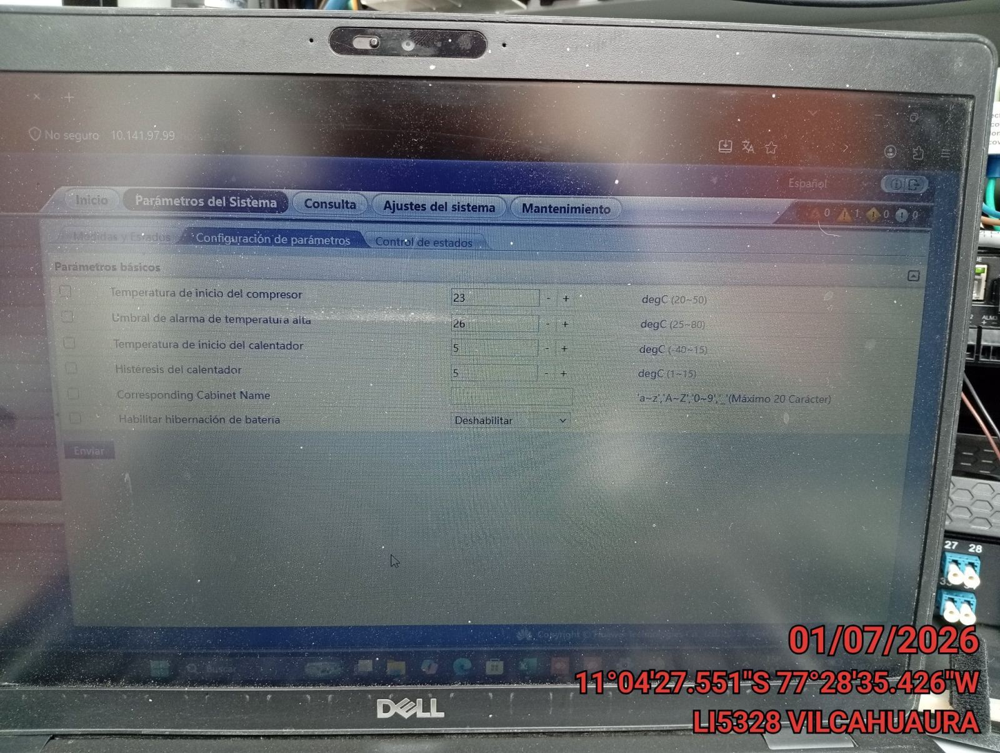 No seguro 10.141.97.99
Español
Inicio Parámetros del Sistema Consulta Ajustes del sistema Mantenimiento
0 1 0 0
Medidas y Estados Configuración de parámetros Control de estados
Parámetros básicos
Temperatura de inicio del compresor 23 - + degC (20~50)
Umbral de alarma de temperatura alta 26 - + degC (25~80)
Temperatura de inicio del calentador 5 - + degC (-40~15)
Histéresis del calentador 5 - + degC (1~15)
Corresponding Cabinet Name 'a~z','A~Z','0~9','_'(Máximo 20 Carácter)
Habilitar hibernación de batería Deshabilitar
Enviar
Copyright ©
Buscar
DELL
27 28
01/07/2026
11°04'27.551"S 77°28'35.426"W
LI5328 VILCAHUAURA